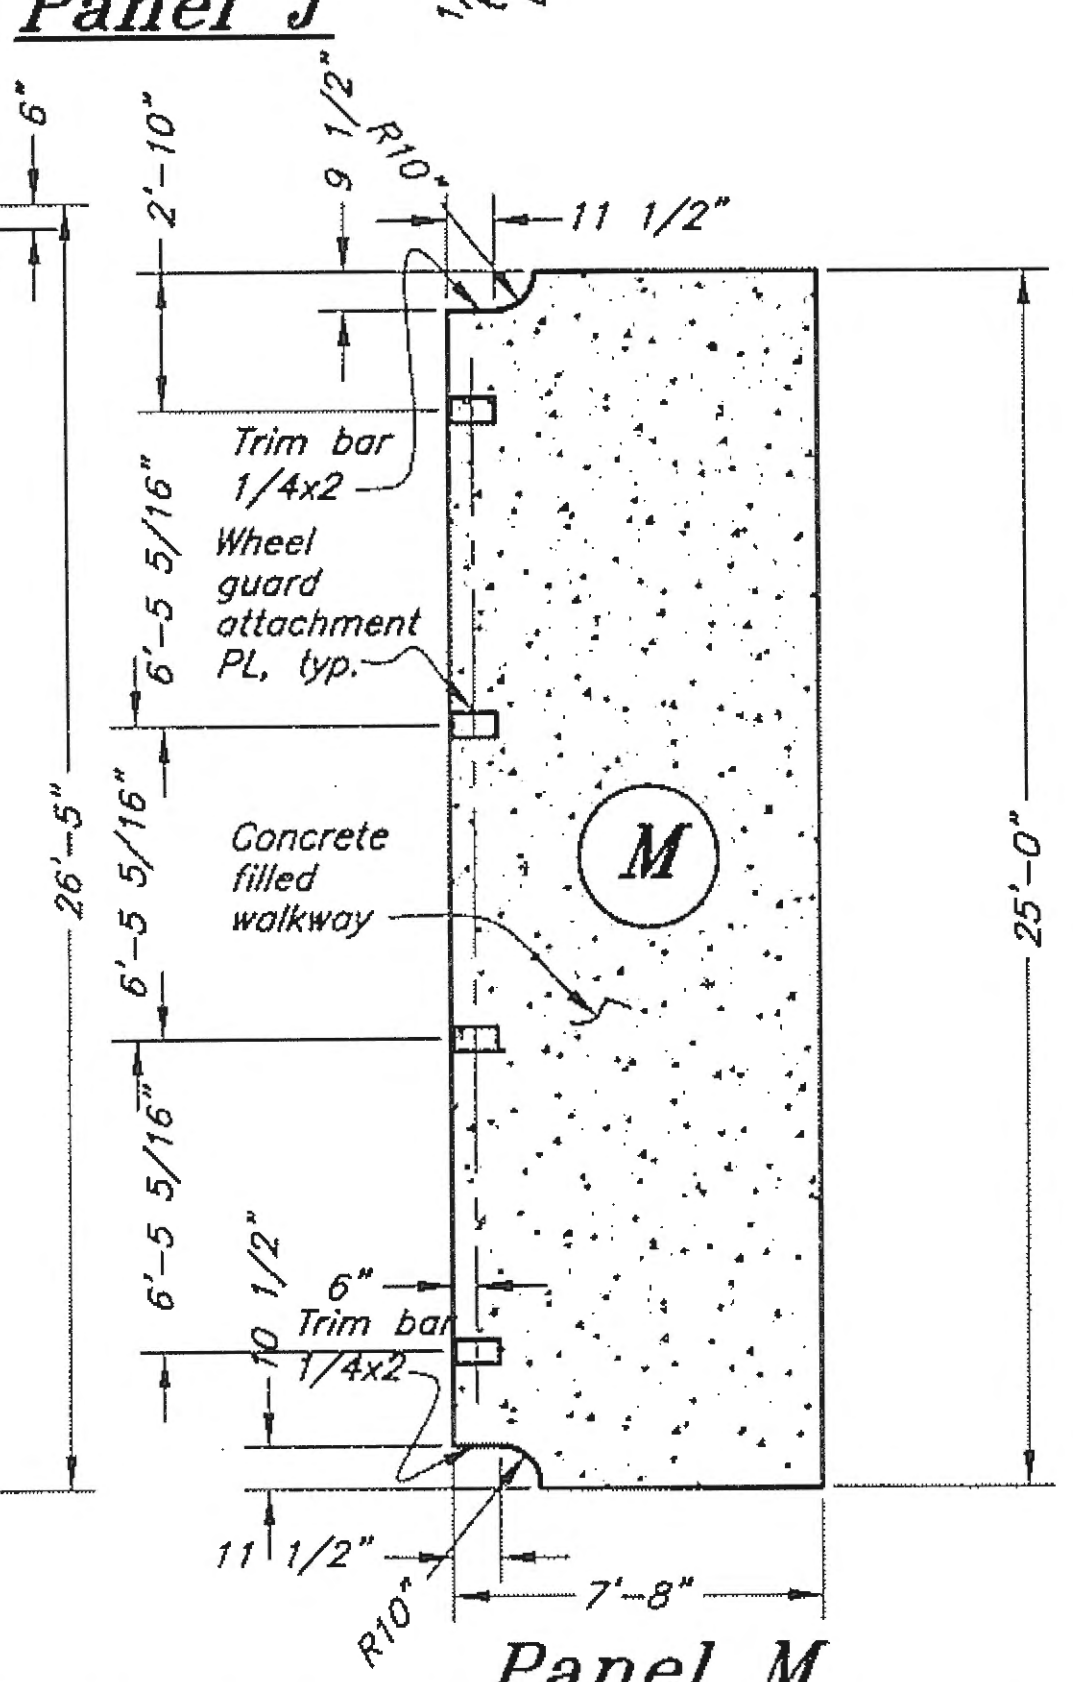 Panel J
6"
2'-10"
9 1/2"
R10"
11 1/2"
Trim bar
1/4x2
6'-5 5/16"
Wheel
guard
attachment
PL, typ.
26'-5"
6'-5 5/16"
Concrete
filled
walkway
M
25'-0"
6'-5 5/16"
10 1/2"
6"
Trim bar
1/4x2
11 1/2"
R10"
7'-8"
Panel M